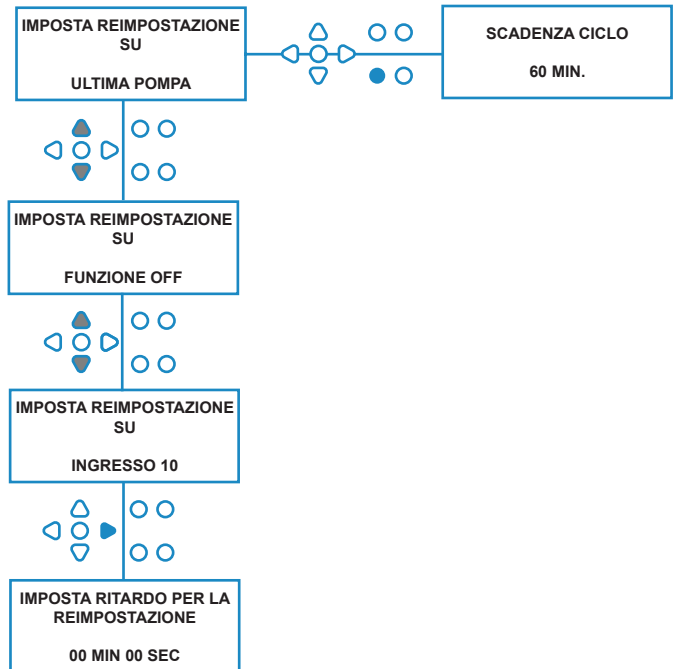 IMPOSTA REIMPOSTAZIONE
SU
ULTIMA POMPA
SCADENZA CICLO
60 MIN.
IMPOSTA REIMPOSTAZIONE
SU
FUNZIONE OFF
IMPOSTA REIMPOSTAZIONE
SU
INGRESSO 10
IMPOSTA RITARDO PER LA
REIMPOSTAZIONE
00 MIN 00 SEC